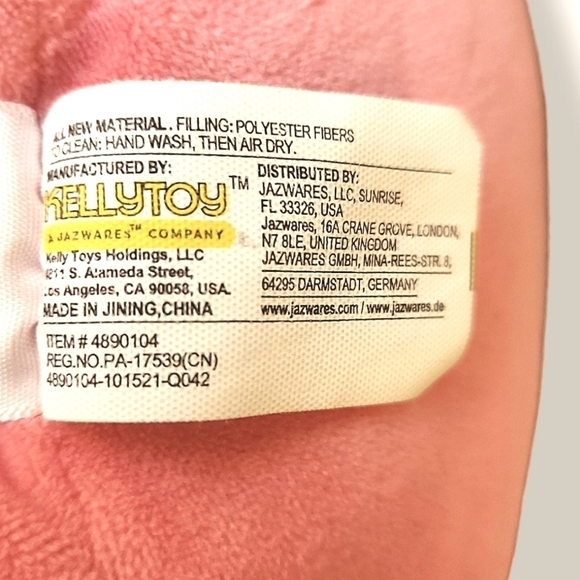 ALL NEW MATERIAL. FILLING: POLYESTER FIBERS
TO CLEAN: HAND WASH, THEN AIR DRY.
MANUFACTURED BY:
KELLYTOY™
A JAZWARES™ COMPANY
Kelly Toys Holdings, LLC
4811 S. Alameda Street,
Los Angeles, CA 90058, USA.
MADE IN JINING,CHINA
DISTRIBUTED BY:
JAZWARES, LLC, SUNRISE,
FL 33326, USA
Jazwares, 16A CRANE GROVE, LONDON,
N7 8LE, UNITED KINGDOM
JAZWARES GMBH, MINA-REES-STR. 8,
64295 DARMSTADT, GERMANY
www.jazwares.com / www.jazwares.de
ITEM # 4890104
REG.NO.PA-17539(CN)
4890104-101521-Q042